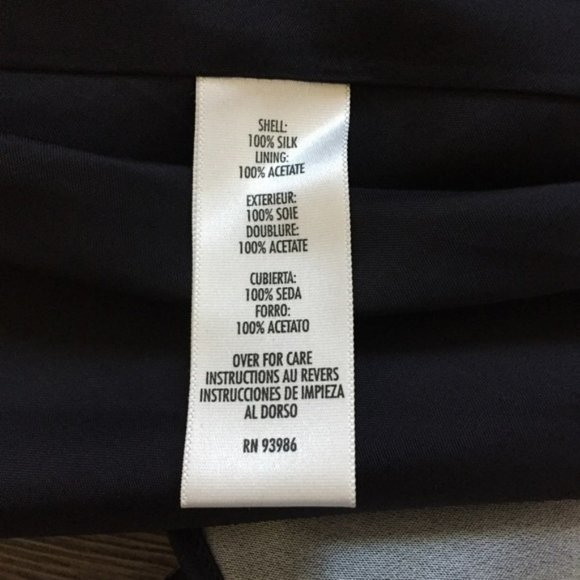 SHELL:
100% SILK
LINING:
100% ACETATE
EXTERIEUR:
100% SOIE
DOUBLURE:
100% ACETATE
CUBIERTA:
100% SEDA
FORRO:
100% ACETATO
OVER FOR CARE
INSTRUCTIONS AU REVERS
INSTRUCCIONES DE IMPIEZA
AL DORSO
RN 93986